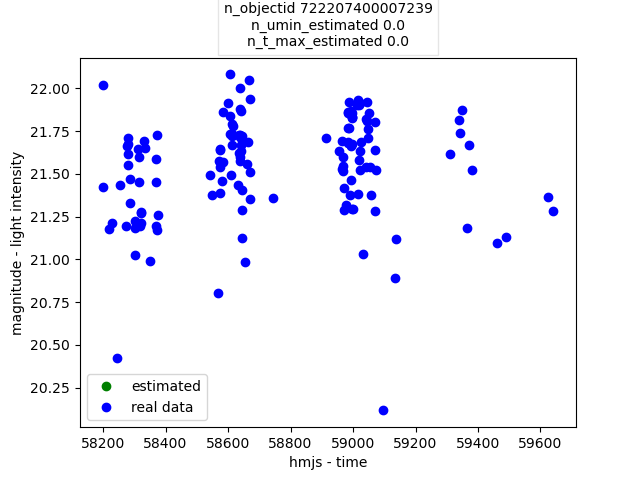 n_objectid 722207400007239
n_umin_estimated 0.0
n_t_max_estimated 0.0
22.00
21.75
21.50
21.25
21.00
20.75
20.50
20.25
magnitude - light intensity
estimated
real data
58200 58400 58600 58800 59000 59200 59400 59600
hmjs - time